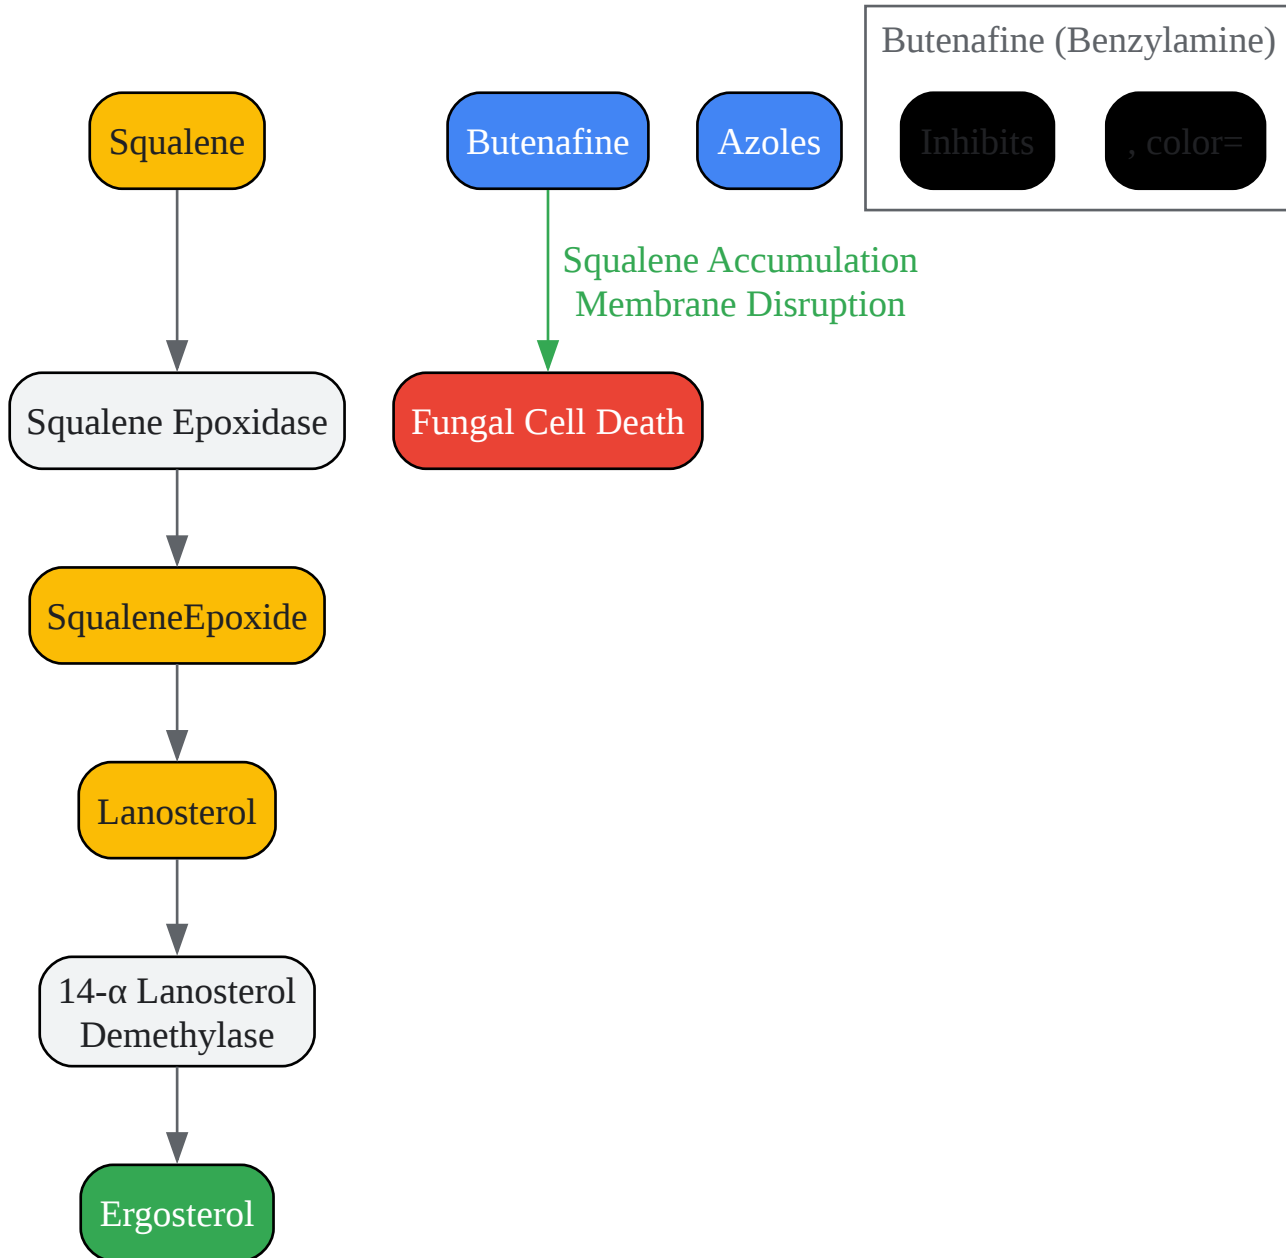 Butenafine (Benzylamine)
Squalene
Butenafine
Azoles
Inhibits
, color=
Squalene Accumulation
Membrane Disruption
Squalene Epoxidase
Fungal Cell Death
SqualeneEpoxide
Lanosterol
14-α Lanosterol
Demethylase
Ergosterol